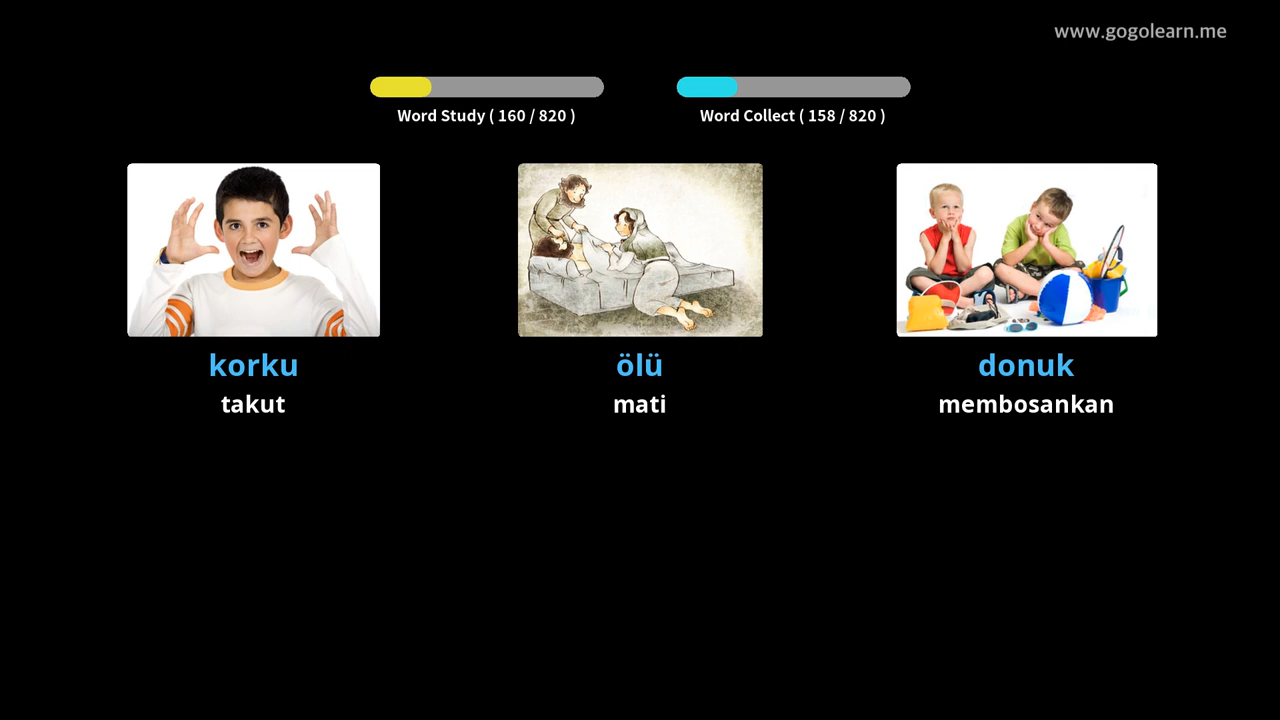 www.gogolearn.me
Word Study ( 160 / 820 )
Word Collect ( 158 / 820 )
korku
ölü
donuk
takut
mati
membosankan